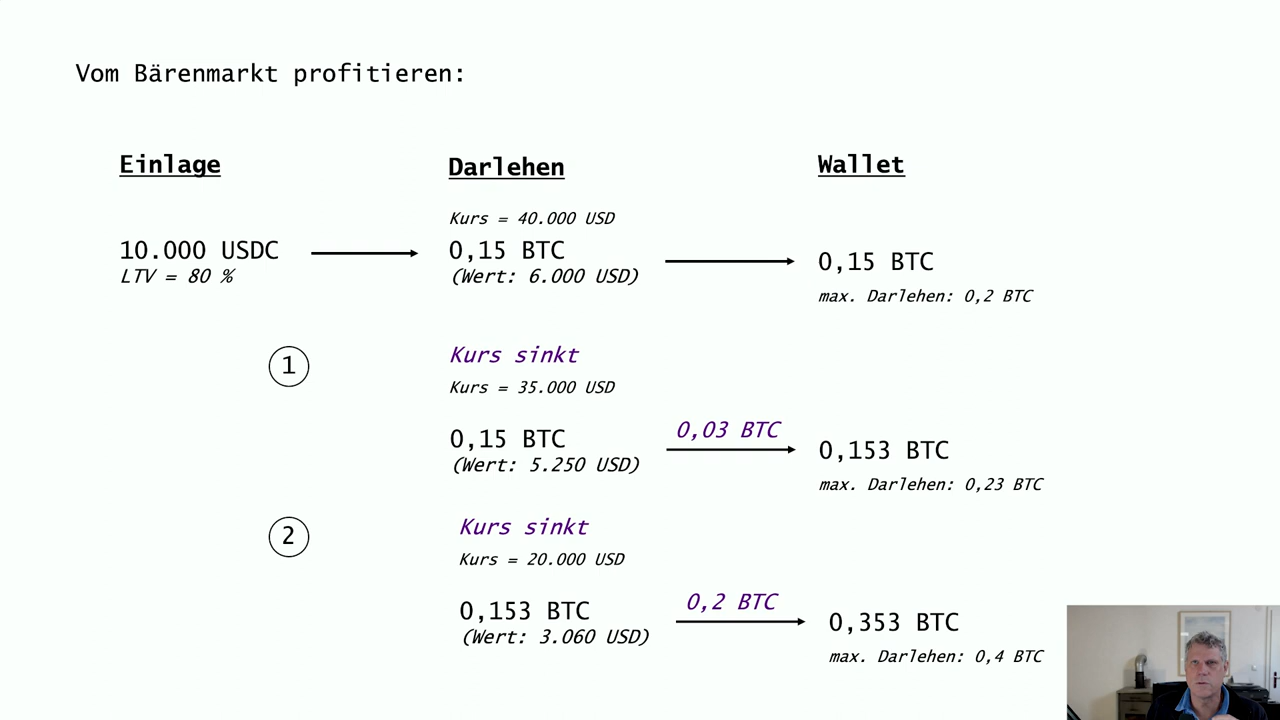 Vom Bärenmarkt profitieren:
Einlage
Darlehen
Wallet
Kurs = 40.000 USD
10.000 USDC
LTV = 80 %
0,15 BTC
(Wert: 6.000 USD)
0,15 BTC
max. Darlehen: 0,2 BTC
1
Kurs sinkt
Kurs = 35.000 USD
0,15 BTC
(Wert: 5.250 USD)
0,03 BTC
0,153 BTC
max. Darlehen: 0,23 BTC
2
Kurs sinkt
Kurs = 20.000 USD
0,153 BTC
(Wert: 3.060 USD)
0,2 BTC
0,353 BTC
max. Darlehen: 0,4 BTC